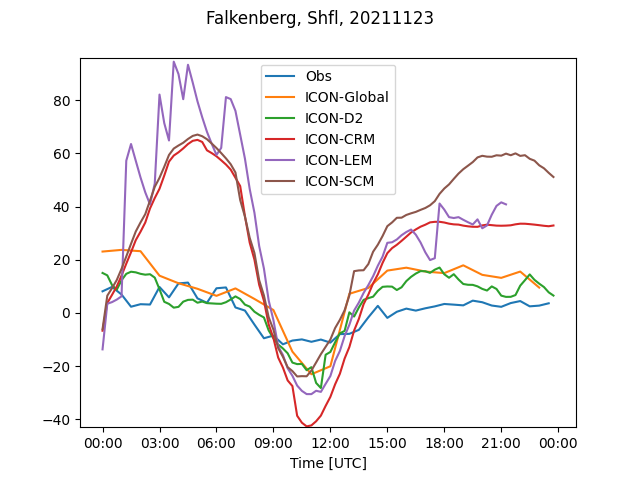 Falkenberg, Shfl, 20211123
Obs
ICON-Global
ICON-D2
ICON-CRM
ICON-LEM
ICON-SCM
80
60
40
20
0
−20
−40
00:00 03:00 06:00 09:00 12:00 15:00 18:00 21:00 00:00
Time [UTC]